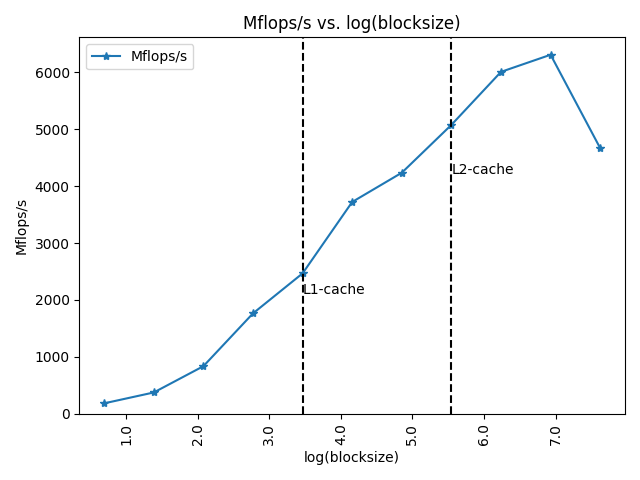 Mflops/s vs. log(blocksize)
Mflops/s
6000
5000
4000
3000
2000
1000
0
Mflops/s
L2-cache
L1-cache
1.0
2.0
3.0
4.0
5.0
6.0
7.0
log(blocksize)